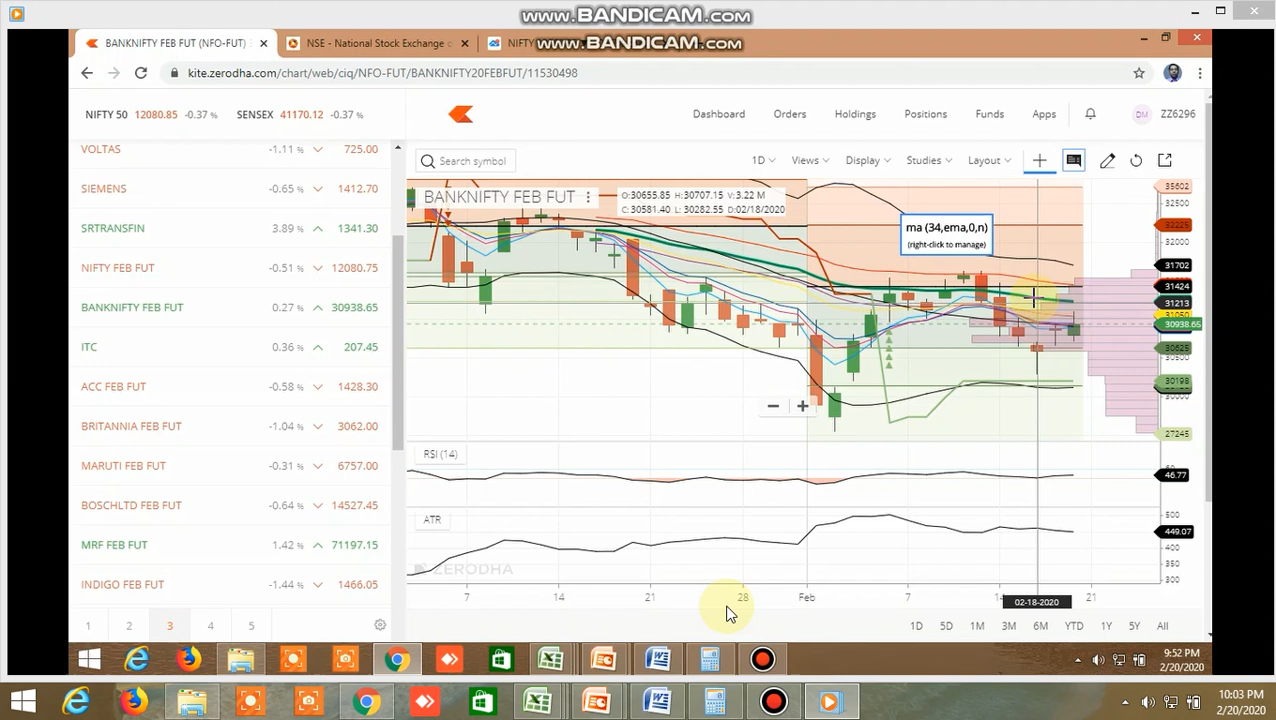 www.BANDICAM.com
BANKNIFTY FEB FUT (NFO-FUT)
NSE - National Stock Exchange
NIFTY
www.BANDICAM.com
kite.zerodha.com/chart/web/ciq/NFO-FUT/BANKNIFTY20FEBFUT/11530498
NIFTY 50 12080.85 -0.37 % SENSEX 41170.12 -0.37 %
Dashboard Orders Holdings Positions Funds Apps DM ZZ6296
VOLTAS -1.11 % 725.00
SIEMENS -0.65 % 1412.70
SRTRANSFIN 3.89 % 1341.30
NIFTY FEB FUT -0.51 % 12080.75
BANKNIFTY FEB FUT 0.27 % 30938.65
ITC 0.36 % 207.45
ACC FEB FUT -0.58 % 1428.30
BRITANNIA FEB FUT -1.04 % 3062.00
MARUTI FEB FUT -0.31 % 6757.00
BOSCHLTD FEB FUT -0.64 % 14527.45
MRF FEB FUT 1.42 % 71197.15
INDIGO FEB FUT -1.44 % 1466.05
1 2 3 4 5
Search symbol 1D Views Display Studies Layout
BANKNIFTY FEB FUT
O:30655.85 H:30707.15 V:3.22 M
C:30581.40 L:30282.55 D:02/18/2020
ma (34,ema,0,n)
(right-click to manage)
35602
32225
32000
31702
31424
31213
31050
30938.65
30625
30500
30198
30000
27245
RSI (14)
46.77
ATR
500
449.07
400
300
ZERODHA
7 14 21 28 Feb 7 14 02-18-2020 21
1D 5D 1M 3M 6M YTD 1Y 5Y All
9:52 PM
2/20/2020
10:03 PM
2/20/2020